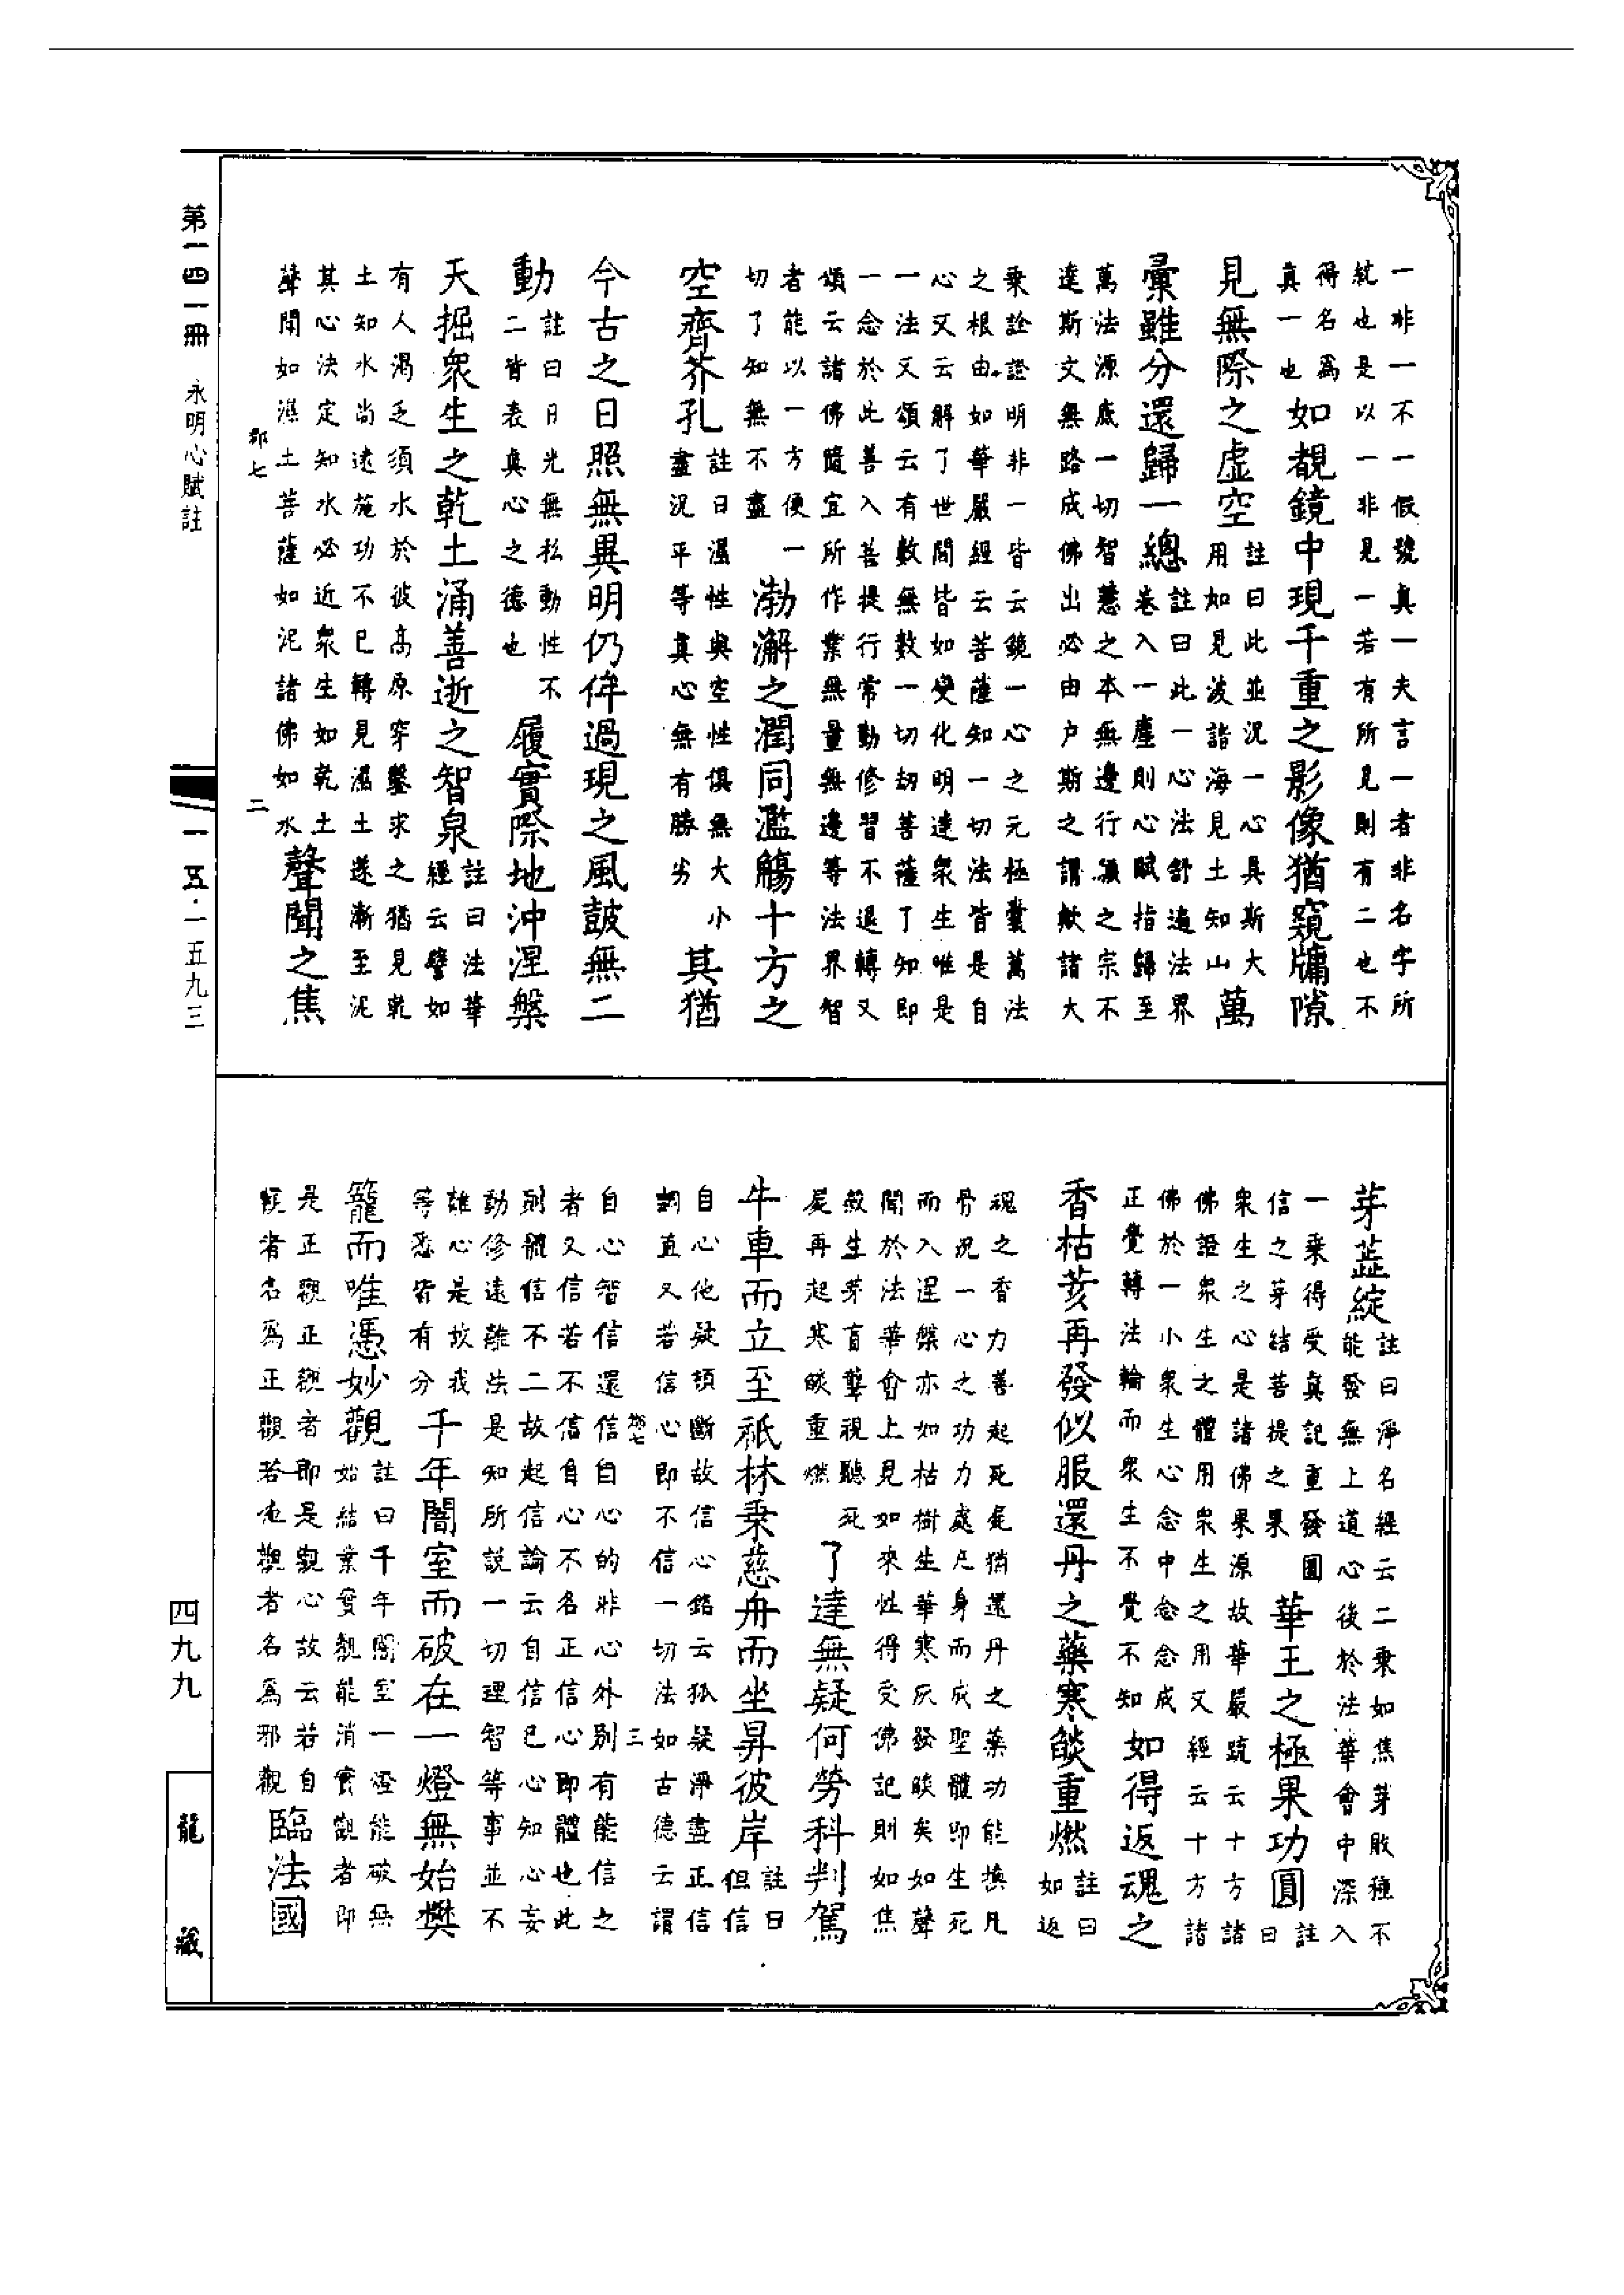 一非一不一假號真一夫言一者非名字所
紋也是以一非見一若有所見則有二也不
得名爲
真一也
如覩鏡中現千重之影像猶窺牖隙
見無際之虛空
註曰此並況一心具斯大
用如見波諧海見土知山
萬
彙雖分還歸一總
註曰此一心法舒遍法界
卷入一塵則心賦指歸至
萬法源底一切智慧之本無邊行願之宗不
達斯文無路成佛出必由户斯之謂歟諸大
乘詮證明非一皆云鏡一心之元極囊萬法
之根由如華嚴經云菩薩知一切法皆是自
心又云解了世間皆如變化明達衆生唯是
一法又頌云有數無數一切劫菩薩了知即
一念於此善入菩提行常勤修習不退轉又
頌云諸佛隨宜所作業無量無邊等法界智
者能以一方便一
切了知無不盡
渤澥之潤同濫觴十方之
空齊芥孔
註曰濕性與空性俱無大小
盡況平等真心無有勝劣
其猶
今古之日照無異明仍侔過現之風鼓無二
動
註曰日光無私動性不
二皆表真心之德也
履實際地沖涅槃
天掘衆生之乾土涌善逝之智泉
註曰法華
經云譬如
有人渴乏須水於彼高原穿鑿求之猶見乾
土知水尚遠施功不已轉見濕土遂漸至泥
其心決定知水必近衆生如乾土
聲聞如濕土菩薩如泥諸佛如水
聲聞之焦
郡七
二
芽蕋綻
註曰淨名經云二乘如焦芽敗種不
能發無上道心後於法華會中深入
一乘得受真記重發圓
信之芽結菩提之果
華王之極果功圓
註
曰
衆生之心是諸佛果源故華嚴疏云十方諸
佛證衆生之體用衆生之用又經云十方諸
佛於一小衆生心念中念念成
正覺轉法輪而衆生不覺不知
如得返魂之
香枯荄再發似服還丹之藥寒燄重燃
註曰
如返
魂之香力善起死屍猶還丹之藥功能換凡
骨況一心之功力處凡身而成聖體即生死
而入涅槃亦如枯樹生華寒灰發燄矣如聲
聞於法華會上見如來性得受佛記則如焦
穀生芽盲聾視聽死
屍再起寒燄重燃
了達無疑何勞科判駕
牛車而立至祇林乘慈舟而坐昇彼岸
註曰
但信
自心他疑頓斷故信心銘云狐疑淨盡正信
調直又若信心即不信一切法如古德云謂
郡七
三
自心智信還信自心的非心外別有能信之
者又信若不信自心不名正信心即體也此
則體信不二故起信論云自信已心知心妄
動修遠離法是知所說一切理智等事並不
離心是故我
等悉皆有分
千年闇室而破在一燈無始樊
籠而唯憑妙觀
註曰千年闇室一燈能破無
始結業實觀能消實觀者即
是正觀正觀者即是觀心故云若自
觀者名爲正觀若他觀者名爲邪觀
臨法國
第一四一冊
永明心賦註
一一五·一五九三
四九九
龍藏